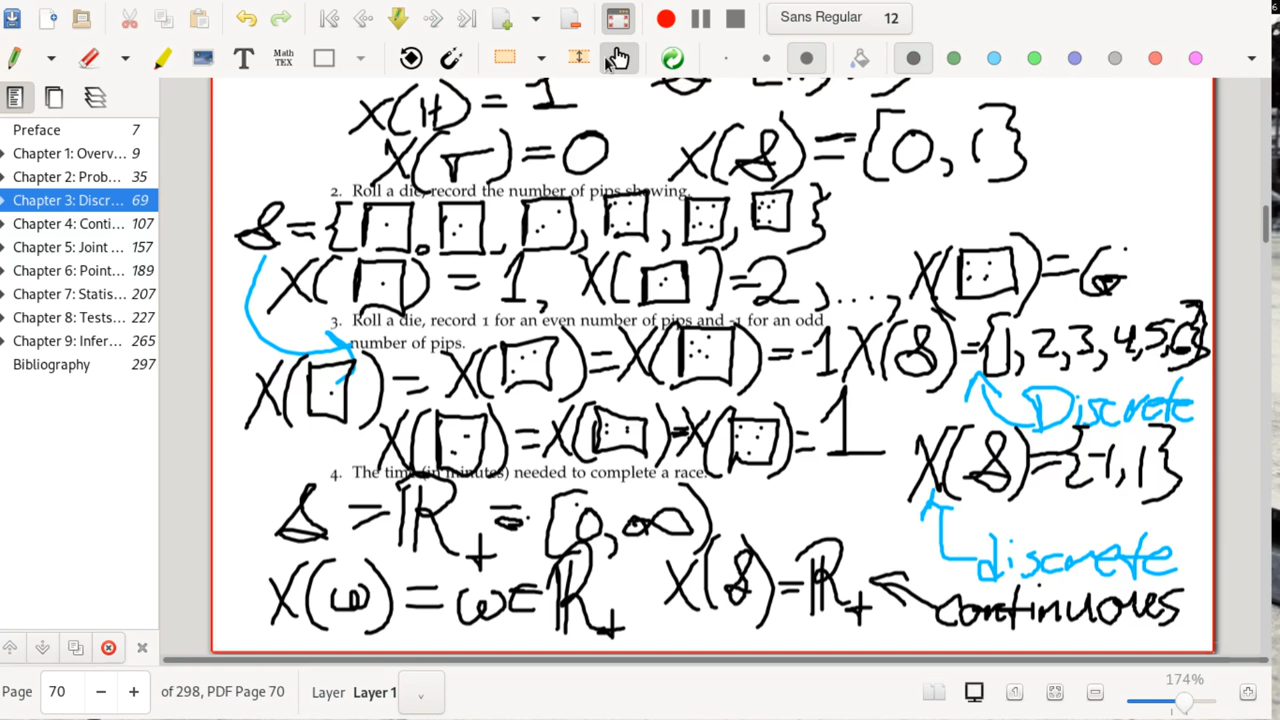 Sans Regular 12
Math
TEX
Preface 7
Chapter 1: Overv... 9
Chapter 2: Prob... 35
Chapter 3: Discr... 69
Chapter 4: Conti... 107
Chapter 5: Joint ... 157
Chapter 6: Point... 189
Chapter 7: Statis... 207
Chapter 8: Tests... 227
Chapter 9: Infer... 265
Bibliography 297
X(H) = 1
X(T) = 0 X(S) = {0, 1}
2. Roll a die, record the number of pips showing.
S = {⚀, ⚁, ⚂, ⚃, ⚄, ⚅}
X(⚀) = 1, X(⚁) = 2, ..., X(⚅) = 6
3. Roll a die, record 1 for an even number of pips and -1 for an odd
number of pips.
X(S) = {1, 2, 3, 4, 5, 6}
Discrete
X(⚀) = X(⚂) = X(⚄) = -1
X(⚁) = X(⚃) = X(⚅) = 1
X(S) = {-1, 1}
discrete
4. The time (in minutes) needed to complete a race.
S = ℝ+ = [0, ∞)
X(ω) = ω ∈ ℝ+ X(S) = ℝ+
continuous
Page 70 of 298, PDF Page 70 Layer Layer 1 174%